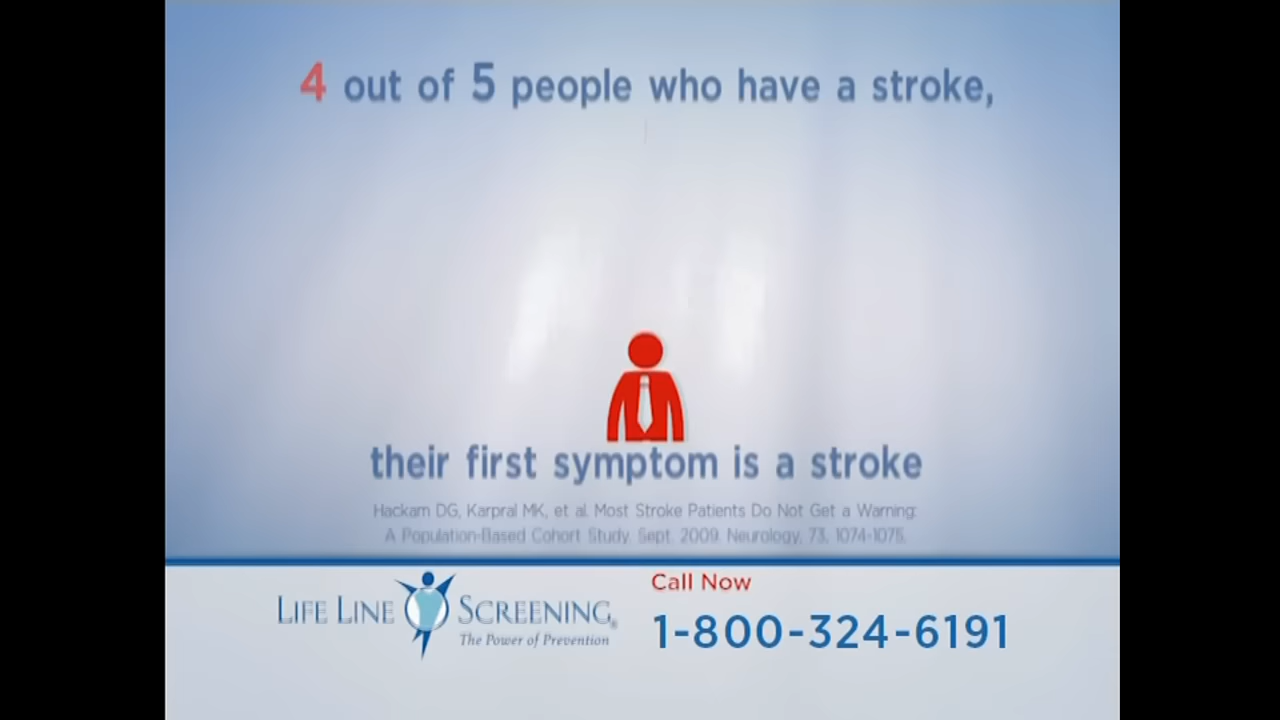 4 out of 5 people who have a stroke,
their first symptom is a stroke
Hackam DG, Karpral MK, et al. Most Stroke Patients Do Not Get a Warning:
A Population-Based Cohort Study. Sept. 2009. Neurology, 73, 1074-1075.
Call Now
LIFE LINE SCREENING®
The Power of Prevention
1-800-324-6191